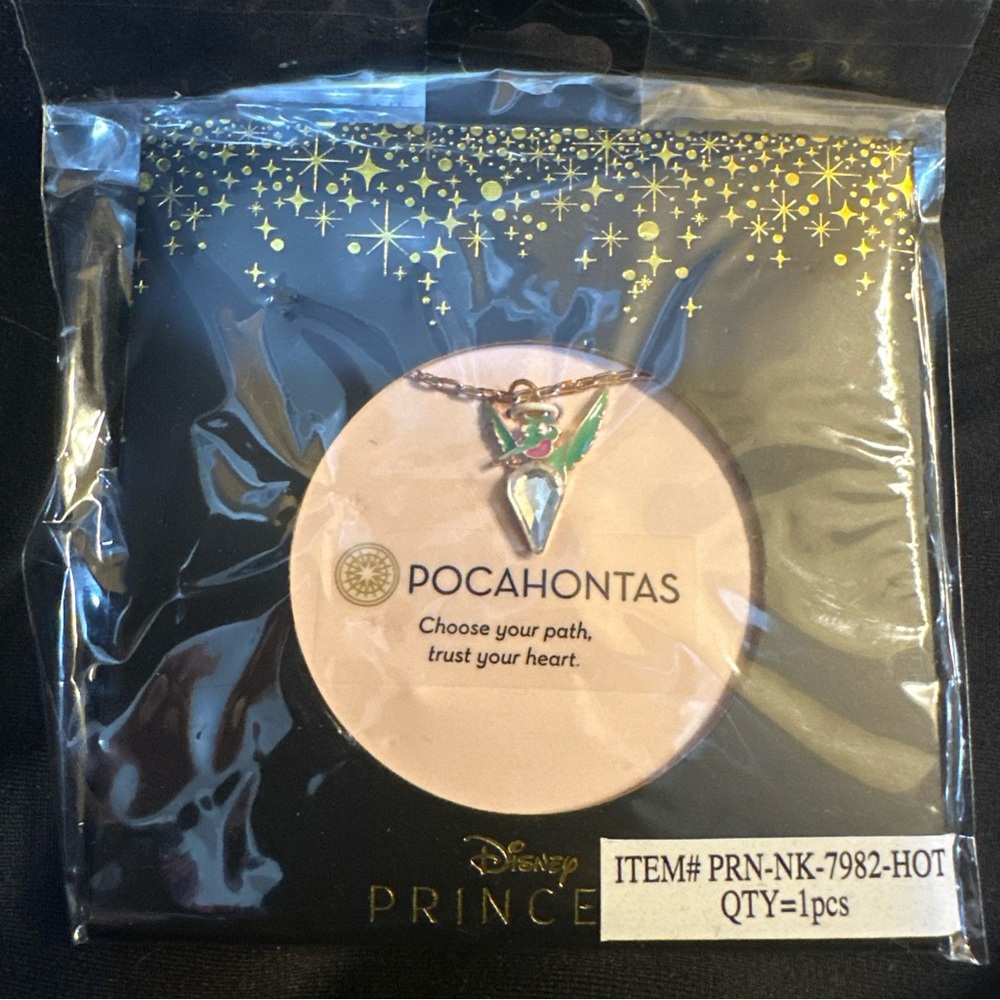 POCAHONTAS
Choose your path,
trust your heart.
Disney
PRINCE
ITEM# PRN-NK-7982-HOT
QTY=1pcs